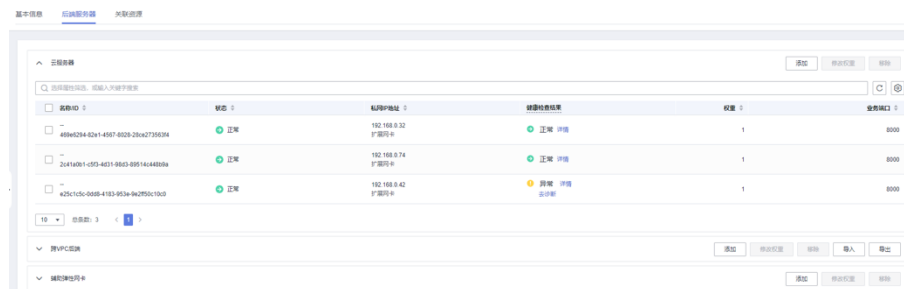 基本信息 后端服务器 关联资源
云服务器 添加 修改权重 移除
选择属性筛选，或输入关键字搜索
名称/ID 状态 私网IP地址 健康检查结果 权重 业务端口
--
469e6294-82e1-4567-8028-28ce273563f4 正常 192.168.0.32 扩展网卡 正常 详情 1 8000
--
2c41a0b1-c5f3-4d31-98d3-89514c448b9a 正常 192.168.0.74 扩展网卡 正常 详情 1 8000
--
e25c1c5c-0dd8-4183-953e-9e2ff50c10c0 正常 192.168.0.42 扩展网卡 异常 详情 去诊断 1 8000
10 总条数: 3 < 1 >
跨VPC后端 添加 修改权重 移除 导入 导出
辅助弹性网卡 添加 修改权重 移除